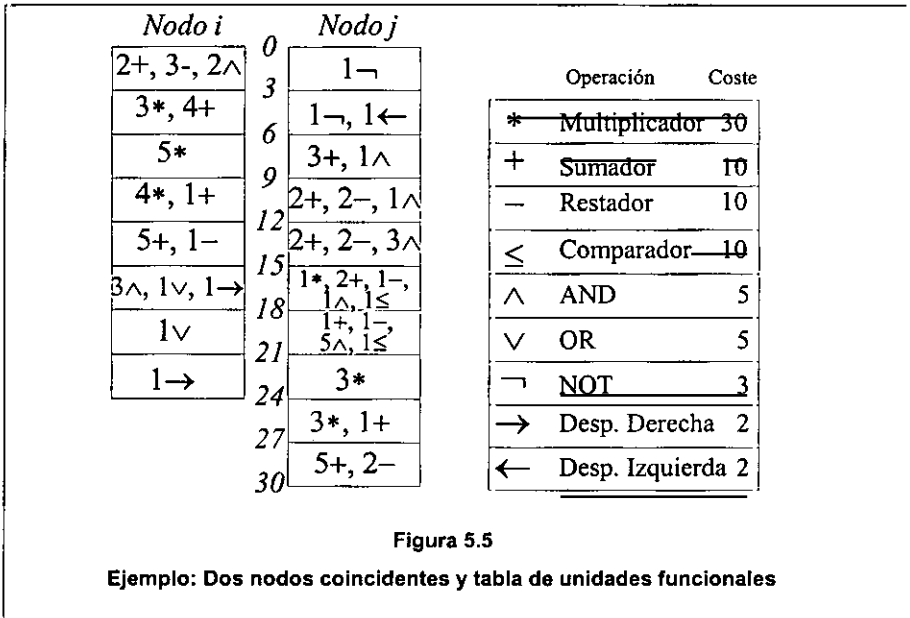 Nodo i Nodo j
0
2+, 3-, 2∧ 1¬
3
3*, 4+ 1¬, 1←
6
5* 3+, 1∧
9
4*, 1+ 2+, 2−, 1∧
12
5+, 1− 2+, 2−, 3∧
15
3∧, 1∨, 1→ 1*, 2+, 1−,
1∧, 1≤
18
1∨ 1+, 1−,
5∧, 1≤
21
1→ 3*
24
3*, 1+
27
5+, 2−
30
Operación Coste
* Multiplicador 30
+ Sumador 10
− Restador 10
≤ Comparador 10
∧ AND 5
∨ OR 5
¬ NOT 3
→ Desp. Derecha 2
← Desp. Izquierda 2
Figura 5.5
Ejemplo: Dos nodos coincidentes y tabla de unidades funcionales